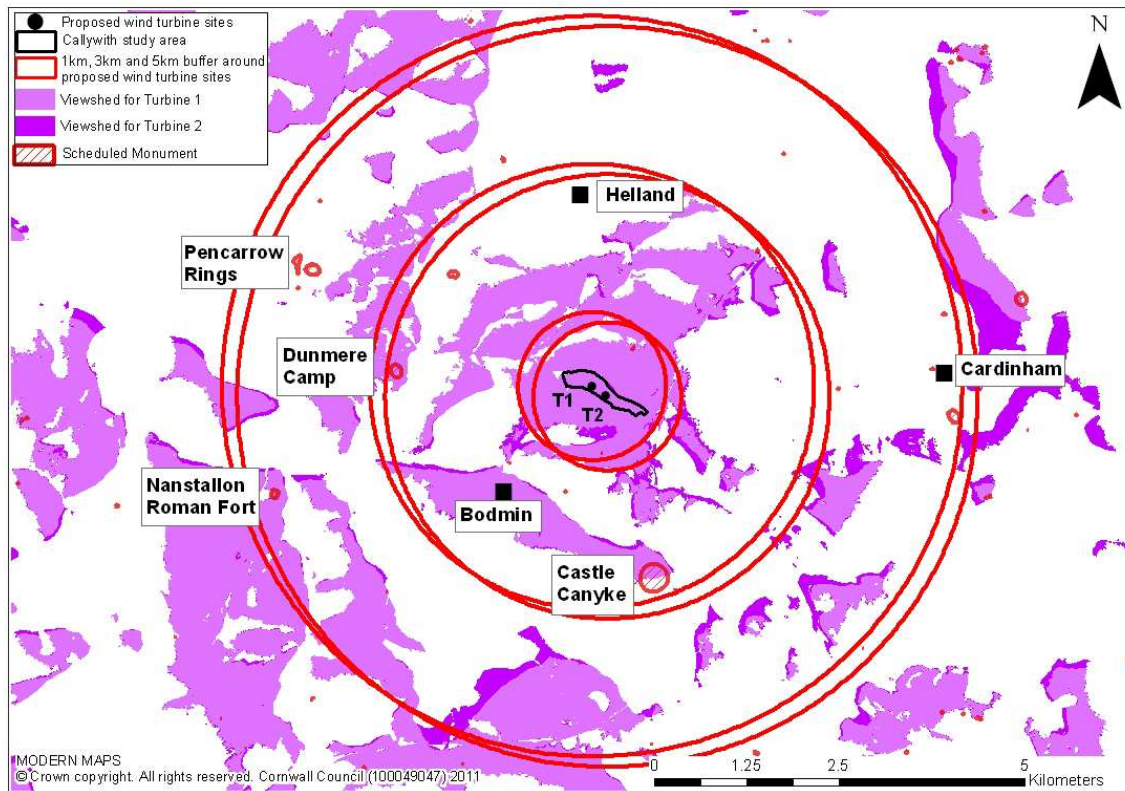 Proposed wind turbine sites
Callywith study area
1km, 3km and 5km buffer around
proposed wind turbine sites
Viewshed for Turbine 1
Viewshed for Turbine 2
Scheduled Monument
N
Helland
Pencarrow
Rings
Dunmere
Camp
Cardinham
T1
T2
Nanstallon
Roman Fort
Bodmin
Castle
Canyke
MODERN MAPS
© Crown copyright. All rights reserved. Cornwall Council (100049047) 2011
0 1.25 2.5 5
Kilometers